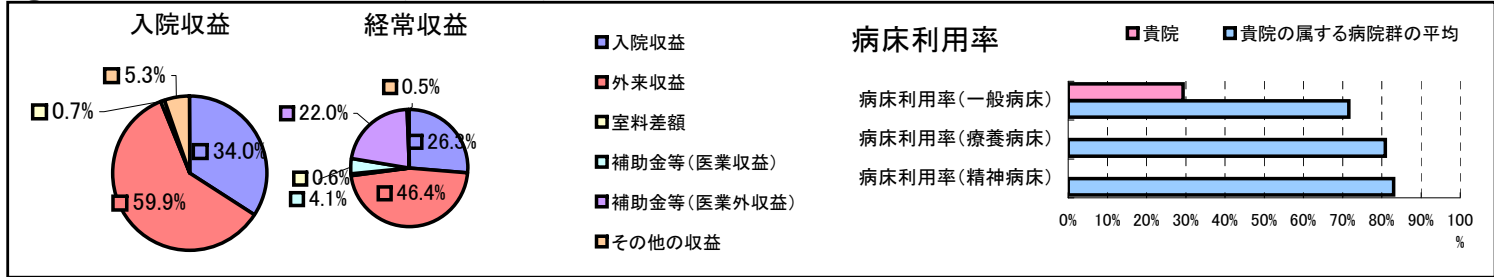 入院収益
5.3%
0.7%
34.0%
59.9%
経常収益
0.5%
22.0%
26.3%
0.6%
4.1%
46.4%
入院収益
外来収益
室料差額
補助金等(医業収益)
補助金等(医業外収益)
その他の収益
病床利用率
貴院
貴院の属する病院群の平均
病床利用率(一般病床)
病床利用率(療養病床)
病床利用率(精神病床)
0% 10% 20% 30% 40% 50% 60% 70% 80% 90% 100
%